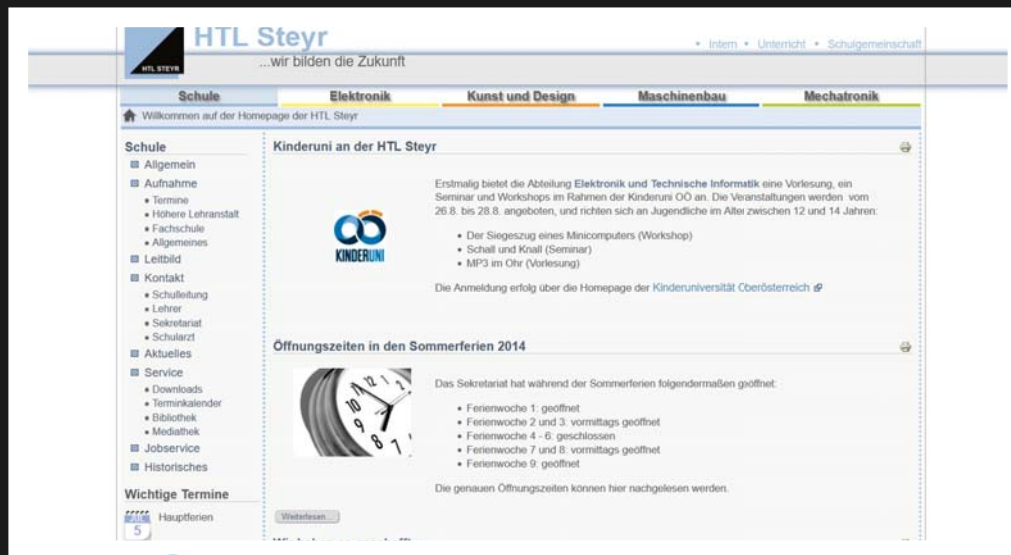 HTL Steyr
HTL STEYR
...wir bilden die Zukunft
• Intern • Unterricht • Schulgemeinschaft
Schule
Elektronik
Kunst und Design
Maschinenbau
Mechatronik
Willkommen auf der Homepage der HTL Steyr
Schule
Allgemein
Aufnahme
• Termine
• Höhere Lehranstalt
• Fachschule
• Allgemeines
Leitbild
Kontakt
• Schulleitung
• Lehrer
• Sekretariat
• Schularzt
Aktuelles
Service
• Downloads
• Terminkalender
• Bibliothek
• Mediathek
Jobservice
Historisches
Wichtige Termine
Hauptferien
5
Kinderuni an der HTL Steyr
KINDERUNI
Erstmalig bietet die Abteilung Elektronik und Technische Informatik eine Vorlesung, ein
Seminar und Workshops im Rahmen der Kinderuni OÖ an. Die Veranstaltungen werden vom
26.8. bis 28.8. angeboten, und richten sich an Jugendliche im Alter zwischen 12 und 14 Jahren:
• Der Siegeszug eines Minicomputers (Workshop)
• Schall und Knall (Seminar)
• MP3 im Ohr (Vorlesung)
Die Anmeldung erfolg über die Homepage der Kinderuniversität Oberösterreich
Öffnungszeiten in den Sommerferien 2014
12 1 2
10
9 8 7
Das Sekretariat hat während der Sommerferien folgendermaßen geöffnet:
• Ferienwoche 1: geöffnet
• Ferienwoche 2 und 3: vormittags geöffnet
• Ferienwoche 4 - 6: geschlossen
• Ferienwoche 7 und 8: vormittags geöffnet
• Ferienwoche 9: geöffnet
Die genauen Öffnungszeiten können hier nachgelesen werden.
Weiterlesen...